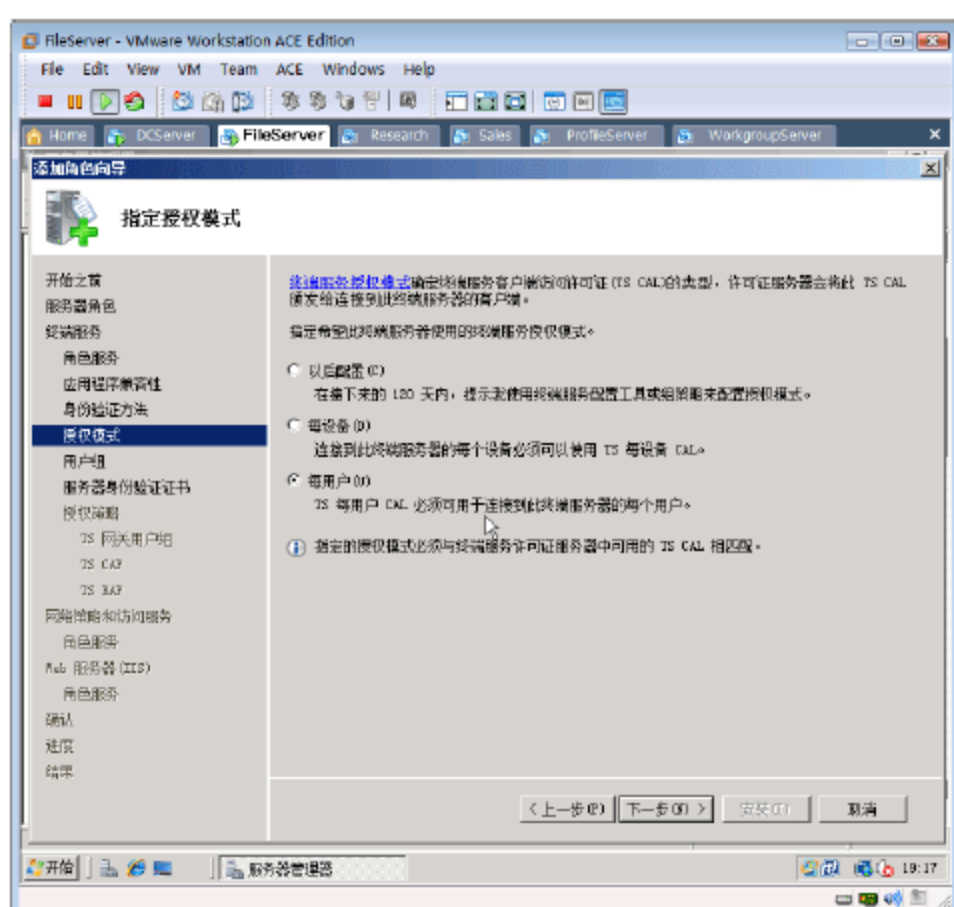 FileServer - VMware Workstation ACE Edition
File Edit View VM Team ACE Windows Help
Home DCServer FileServer Research Sales ProfileServer WorkgroupServer
添加角色向导
指定授权模式
开始之前
服务器角色
终端服务
角色服务
应用程序兼容性
身份验证方法
授权模式
用户组
服务器身份验证证书
授权策略
TS 网关用户组
TS CAP
TS RAP
网络策略和访问服务
角色服务
Web 服务器(IIS)
角色服务
确认
进度
结果
终端服务授权模式确定终端服务客户端访问许可证(TS CAL)的类型，许可证服务器会将此 TS CAL
颁发给连接到此终端服务器的客户端。
指定希望此终端服务器使用的终端服务授权模式。
以后配置(C)
在接下来的 120 天内，提示我使用终端服务配置工具或组策略来配置授权模式。
每设备(D)
连接到此终端服务器的每个设备必须可以使用 TS 每设备 CAL。
每用户(U)
TS 每用户 CAL 必须可用于连接到此终端服务器的每个用户。
指定的授权模式必须与终端服务许可证服务器中可用的 TS CAL 相匹配。
<上一步(P) 下一步(N) > 安装(I) 取消
开始 服务器管理器 19:17